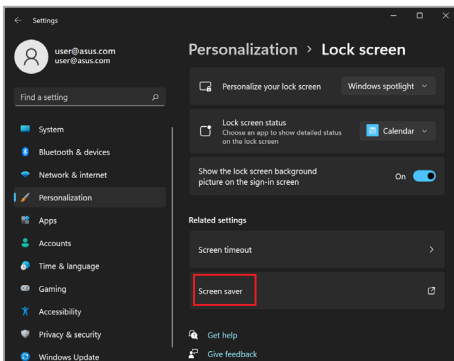 Settings
user@asus.com
user@asus.com
Find a setting
System
Bluetooth & devices
Network & internet
Personalization
Apps
Accounts
Time & language
Gaming
Accessibility
Privacy & security
Windows Update
Personalization > Lock screen
Personalize your lock screen
Windows spotlight
Lock screen status
Choose an app to show detailed status
on the lock screen
Calendar
Show the lock screen background
picture on the sign-in screen
On
Related settings
Screen timeout
Screen saver
Get help
Give feedback